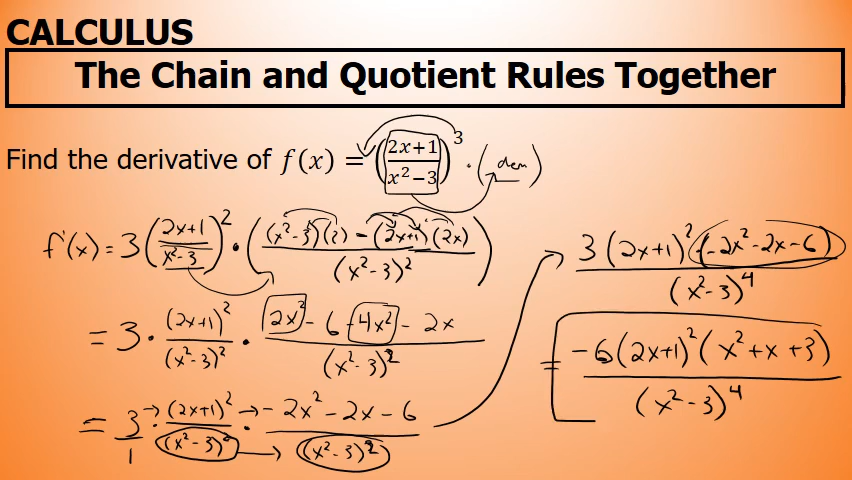 CALCULUS
The Chain and Quotient Rules Together
Find the derivative of f(x) = ((2x+1)/(x²−3))³ · (dem)
f'(x) = 3((2x+1)/(x²-3))² · (((x²-3)(2) - (2x+1)(2x))/(x²-3)²)
= 3 · (2x+1)²/(x²-3)² · (2x² - 6 - 4x² - 2x)/(x²-3)²
= 3/1 · (2x+1)²/(x²-3)² · (-2x² - 2x - 6)/(x²-3)²
3(2x+1)²(-2x²-2x-6)/(x²-3)⁴
= -6(2x+1)²(x²+x+3)/(x²-3)⁴